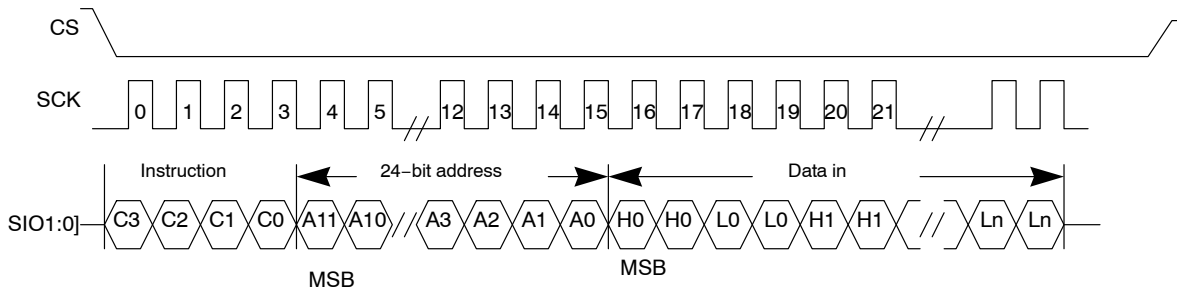 CS
SCK 0 1 2 3 4 5 12 13 14 15 16 17 18 19 20 21
Instruction 24−bit address Data in
SIO1:0] C3 C2 C1 C0 A11 A10 A3 A2 A1 A0 H0 H0 L0 L0 H1 H1 Ln Ln
MSB MSB